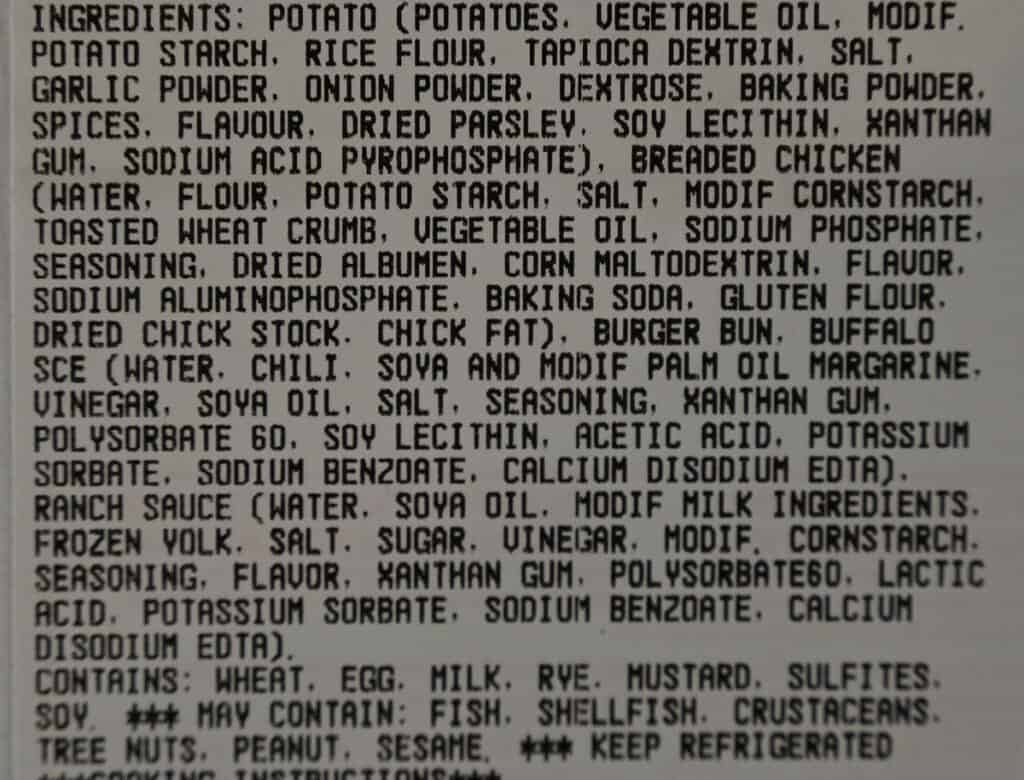 INGREDIENTS: POTATO (POTATOES, VEGETABLE OIL, MODIF.
POTATO STARCH, RICE FLOUR, TAPIOCA DEXTRIN, SALT,
GARLIC POWDER, ONION POWDER, DEXTROSE, BAKING POWDER,
SPICES, FLAVOUR, DRIED PARSLEY, SOY LECITHIN, XANTHAN
GUM, SODIUM ACID PYROPHOSPHATE), BREADED CHICKEN
(WATER, FLOUR, POTATO STARCH, SALT, MODIF CORNSTARCH,
TOASTED WHEAT CRUMB, VEGETABLE OIL, SODIUM PHOSPHATE,
SEASONING, DRIED ALBUMEN, CORN MALTODEXTRIN, FLAVOR,
SODIUM ALUMINOPHOSPHATE, BAKING SODA, GLUTEN FLOUR,
DRIED CHICK STOCK, CHICK FAT), BURGER BUN, BUFFALO
SCE (WATER, CHILI, SOYA AND MODIF PALM OIL MARGARINE,
VINEGAR, SOYA OIL, SALT, SEASONING, XANTHAN GUM,
POLYSORBATE 60, SOY LECITHIN, ACETIC ACID, POTASSIUM
SORBATE, SODIUM BENZOATE, CALCIUM DISODIUM EDTA),
RANCH SAUCE (WATER, SOYA OIL, MODIF MILK INGREDIENTS,
FROZEN YOLK, SALT, SUGAR, VINEGAR, MODIF. CORNSTARCH,
SEASONING, FLAVOR, XANTHAN GUM, POLYSORBATE60, LACTIC
ACID, POTASSIUM SORBATE, SODIUM BENZOATE, CALCIUM
DISODIUM EDTA).
CONTAINS: WHEAT, EGG, MILK, RYE, MUSTARD, SULFITES,
SOY. *** MAY CONTAIN: FISH, SHELLFISH, CRUSTACEANS,
TREE NUTS, PEANUT, SESAME. *** KEEP REFRIGERATED
***COOKING INSTRUCTIONS***